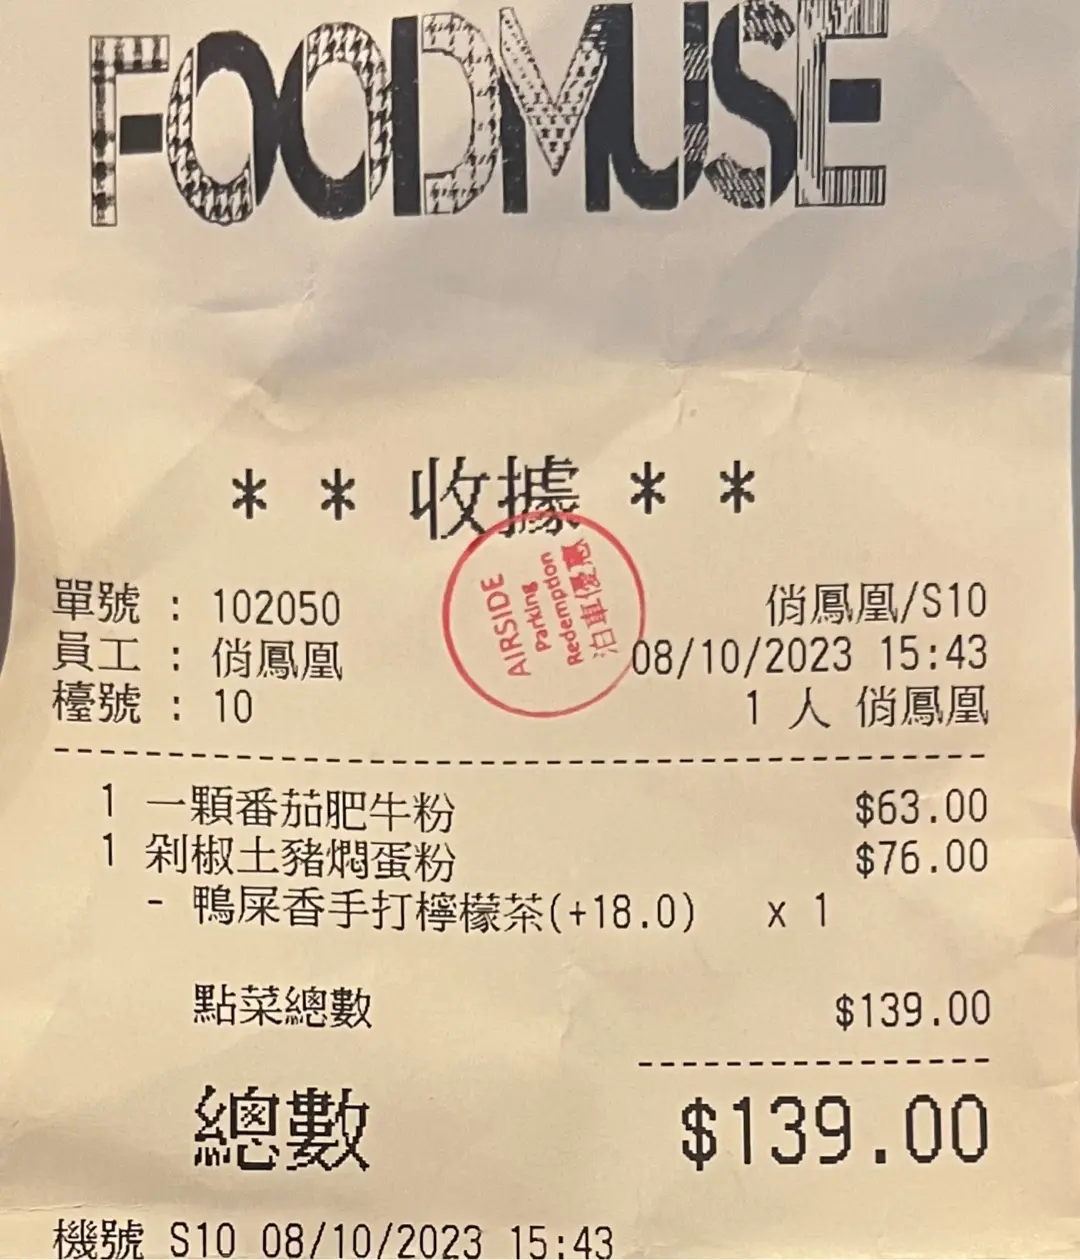 FOODMUSE
* * 收據 * *
AIRSIDE
Parking
Redemption
泊車優惠
單號 : 102050 俏鳳凰/S10
員工 : 俏鳳凰 08/10/2023 15:43
檯號 : 10 1 人 俏鳳凰
1 一顆番茄肥牛粉 $63.00
1 剁椒土豬燜蛋粉 $76.00
- 鴨屎香手打檸檬茶(+18.0) x 1
點菜總數 $139.00
總數 $139.00
機號 S10 08/10/2023 15:43